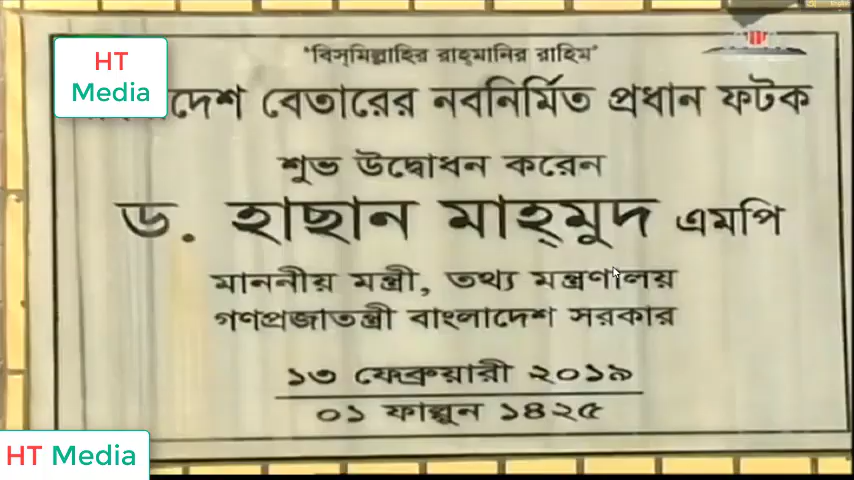 HT
Media
"বিস্‌মিল্লাহির রাহ্‌মানির রাহিম"
দেশ বেতারের নবনির্মিত প্রধান ফটক
শুভ উদ্বোধন করেন
ড. হাছান মাহ্‌মুদ এমপি
মাননীয় মন্ত্রী, তথ্য মন্ত্রণালয়
গণপ্রজাতন্ত্রী বাংলাদেশ সরকার
১৩ ফেব্রুয়ারী ২০১৯
০১ ফাল্গুন ১৪২৫
HT Media